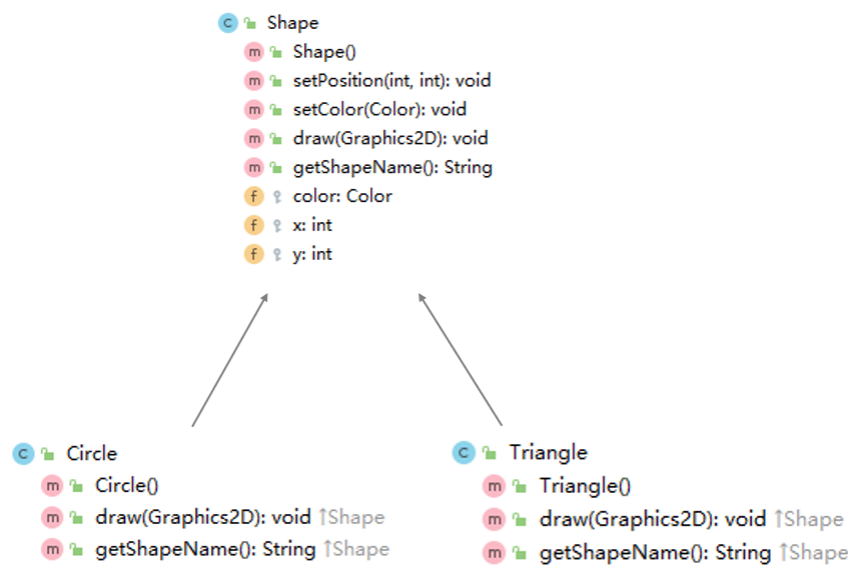 Shape
Shape()
setPosition(int, int): void
setColor(Color): void
draw(Graphics2D): void
getShapeName(): String
color: Color
x: int
y: int
Circle
Circle()
draw(Graphics2D): void ↑Shape
getShapeName(): String ↑Shape
Triangle
Triangle()
draw(Graphics2D): void ↑Shape
getShapeName(): String ↑Shape